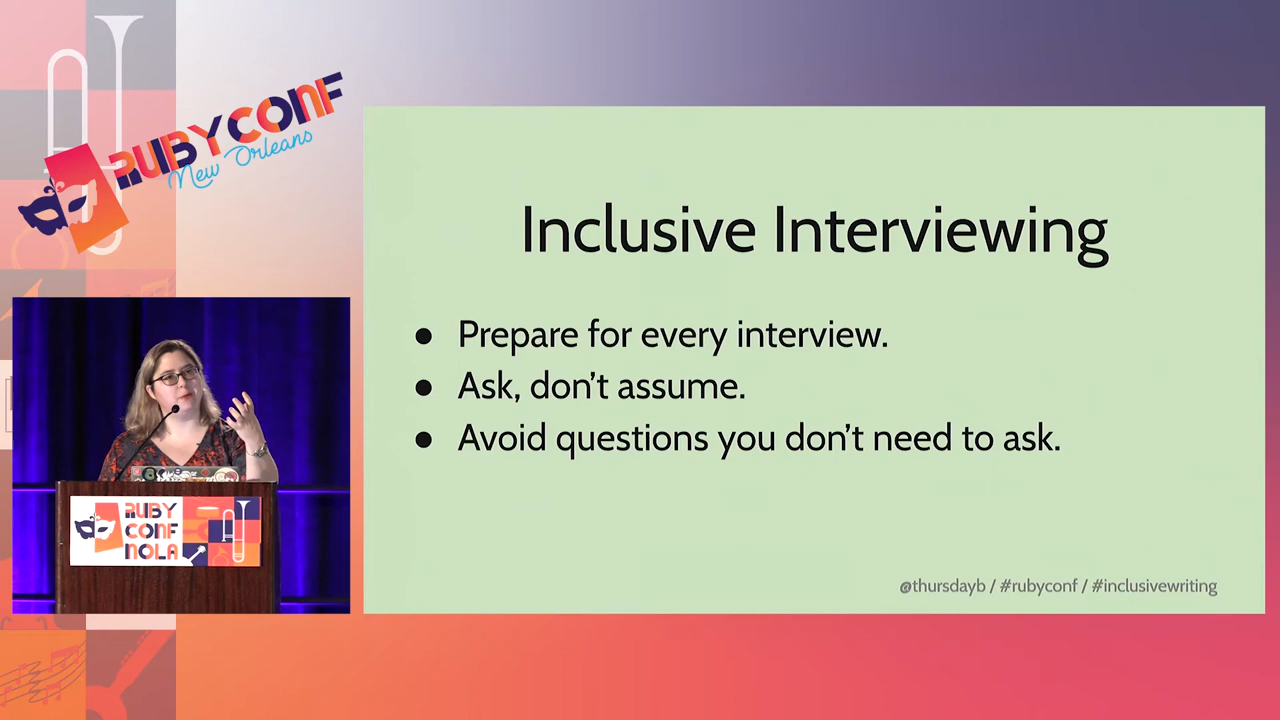 RUBYCONF
New Orleans
Inclusive Interviewing
● Prepare for every interview.
● Ask, don't assume.
● Avoid questions you don't need to ask.
@thursdayb / #rubyconf / #inclusivewriting
RUBY
CONF
NOLA